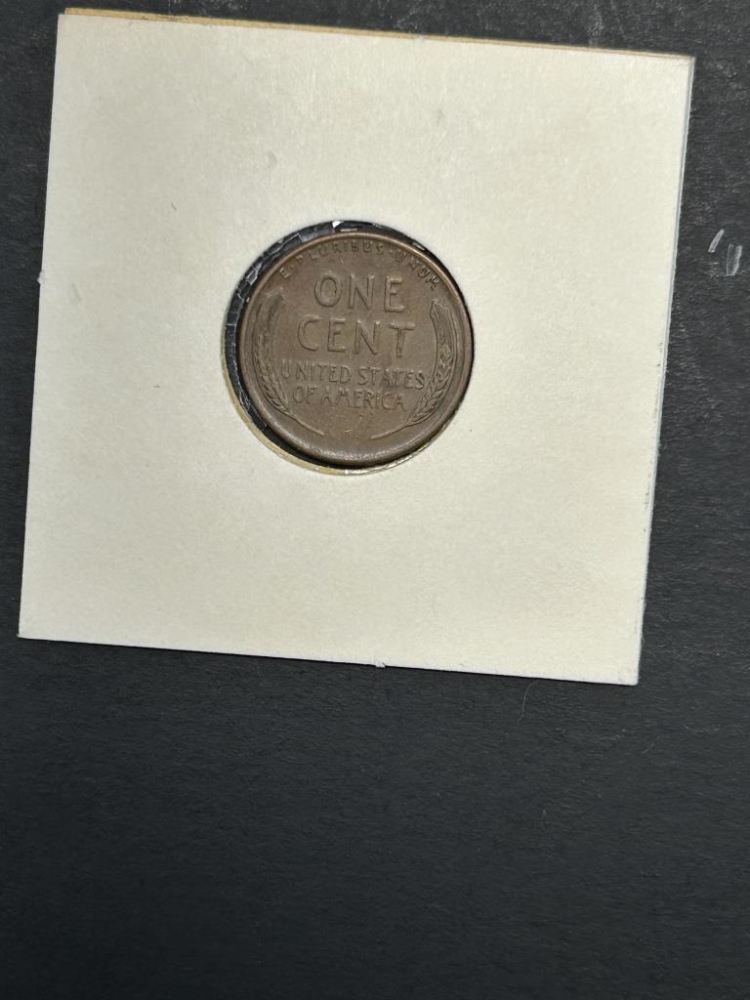 E·PLURIBUS·UNUM
ONE
CENT
UNITED STATES
OF AMERICA